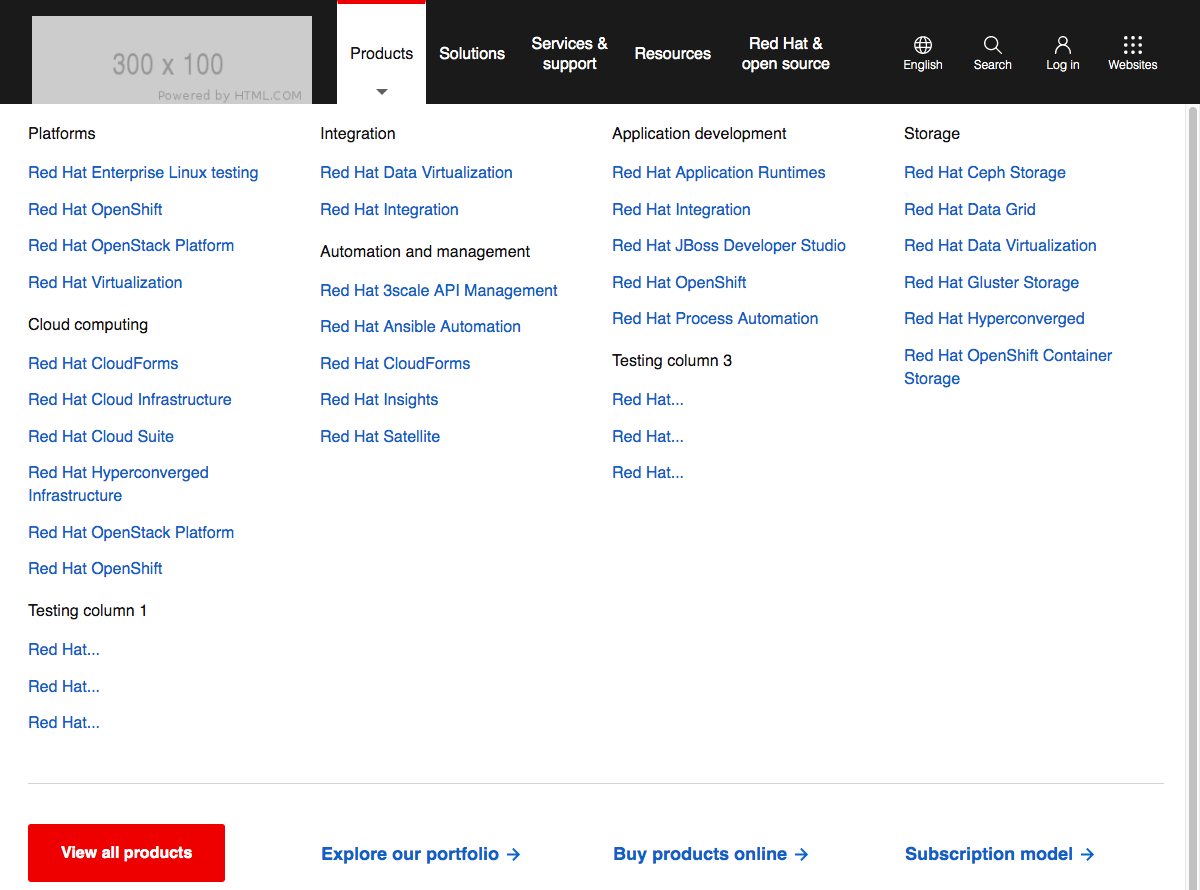 300 x 100
Powered by HTML.COM
Products
Solutions
Services &
support
Resources
Red Hat &
open source
English
Search
Log in
Websites
Platforms
Red Hat Enterprise Linux testing
Red Hat OpenShift
Red Hat OpenStack Platform
Red Hat Virtualization
Cloud computing
Red Hat CloudForms
Red Hat Cloud Infrastructure
Red Hat Cloud Suite
Red Hat Hyperconverged
Infrastructure
Red Hat OpenStack Platform
Red Hat OpenShift
Testing column 1
Red Hat...
Red Hat...
Red Hat...
Integration
Red Hat Data Virtualization
Red Hat Integration
Automation and management
Red Hat 3scale API Management
Red Hat Ansible Automation
Red Hat CloudForms
Red Hat Insights
Red Hat Satellite
Application development
Red Hat Application Runtimes
Red Hat Integration
Red Hat JBoss Developer Studio
Red Hat OpenShift
Red Hat Process Automation
Testing column 3
Red Hat...
Red Hat...
Red Hat...
Storage
Red Hat Ceph Storage
Red Hat Data Grid
Red Hat Data Virtualization
Red Hat Gluster Storage
Red Hat Hyperconverged
Red Hat OpenShift Container
Storage
View all products
Explore our portfolio →
Buy products online →
Subscription model →